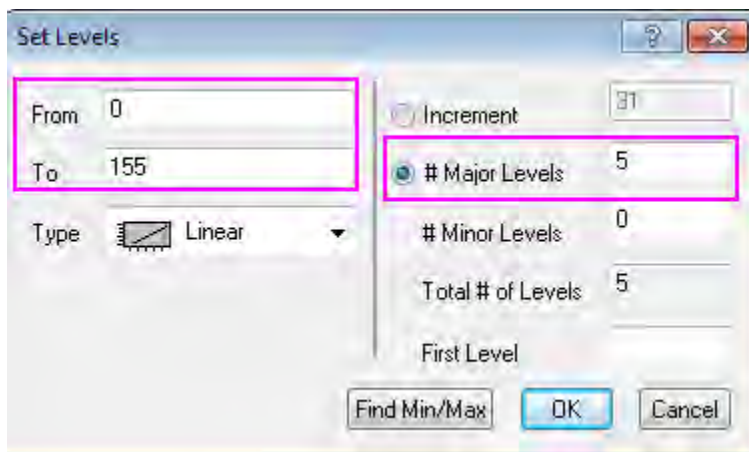 Set Levels
From 0
To 155
Type Linear
Increment 31
# Major Levels 5
# Minor Levels 0
Total # of Levels 5
First Level
Find Min/Max OK Cancel